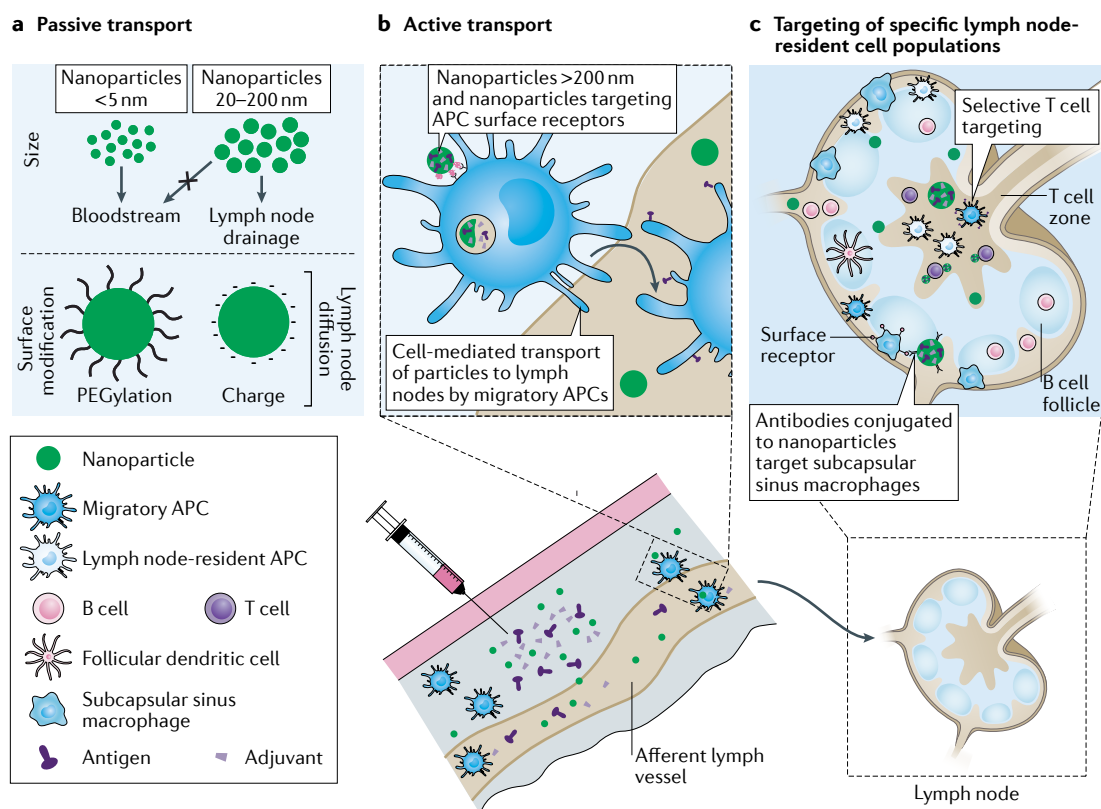 a Passive transport
Nanoparticles
<5 nm
Nanoparticles
20–200 nm
Size
Bloodstream
Lymph node
drainage
Surface
modification
PEGylation
Charge
Lymph node
diffusion
b Active transport
Nanoparticles >200 nm
and nanoparticles targeting
APC surface receptors
Cell-mediated transport
of particles to lymph
nodes by migratory APCs
c Targeting of specific lymph node-
resident cell populations
Selective T cell
targeting
T cell
zone
Surface
receptor
B cell
follicle
Antibodies conjugated
to nanoparticles
target subcapsular
sinus macrophages
Nanoparticle
Migratory APC
Lymph node-resident APC
B cell
T cell
Follicular dendritic cell
Subcapsular sinus
macrophage
Antigen
Adjuvant
Afferent lymph
vessel
Lymph node